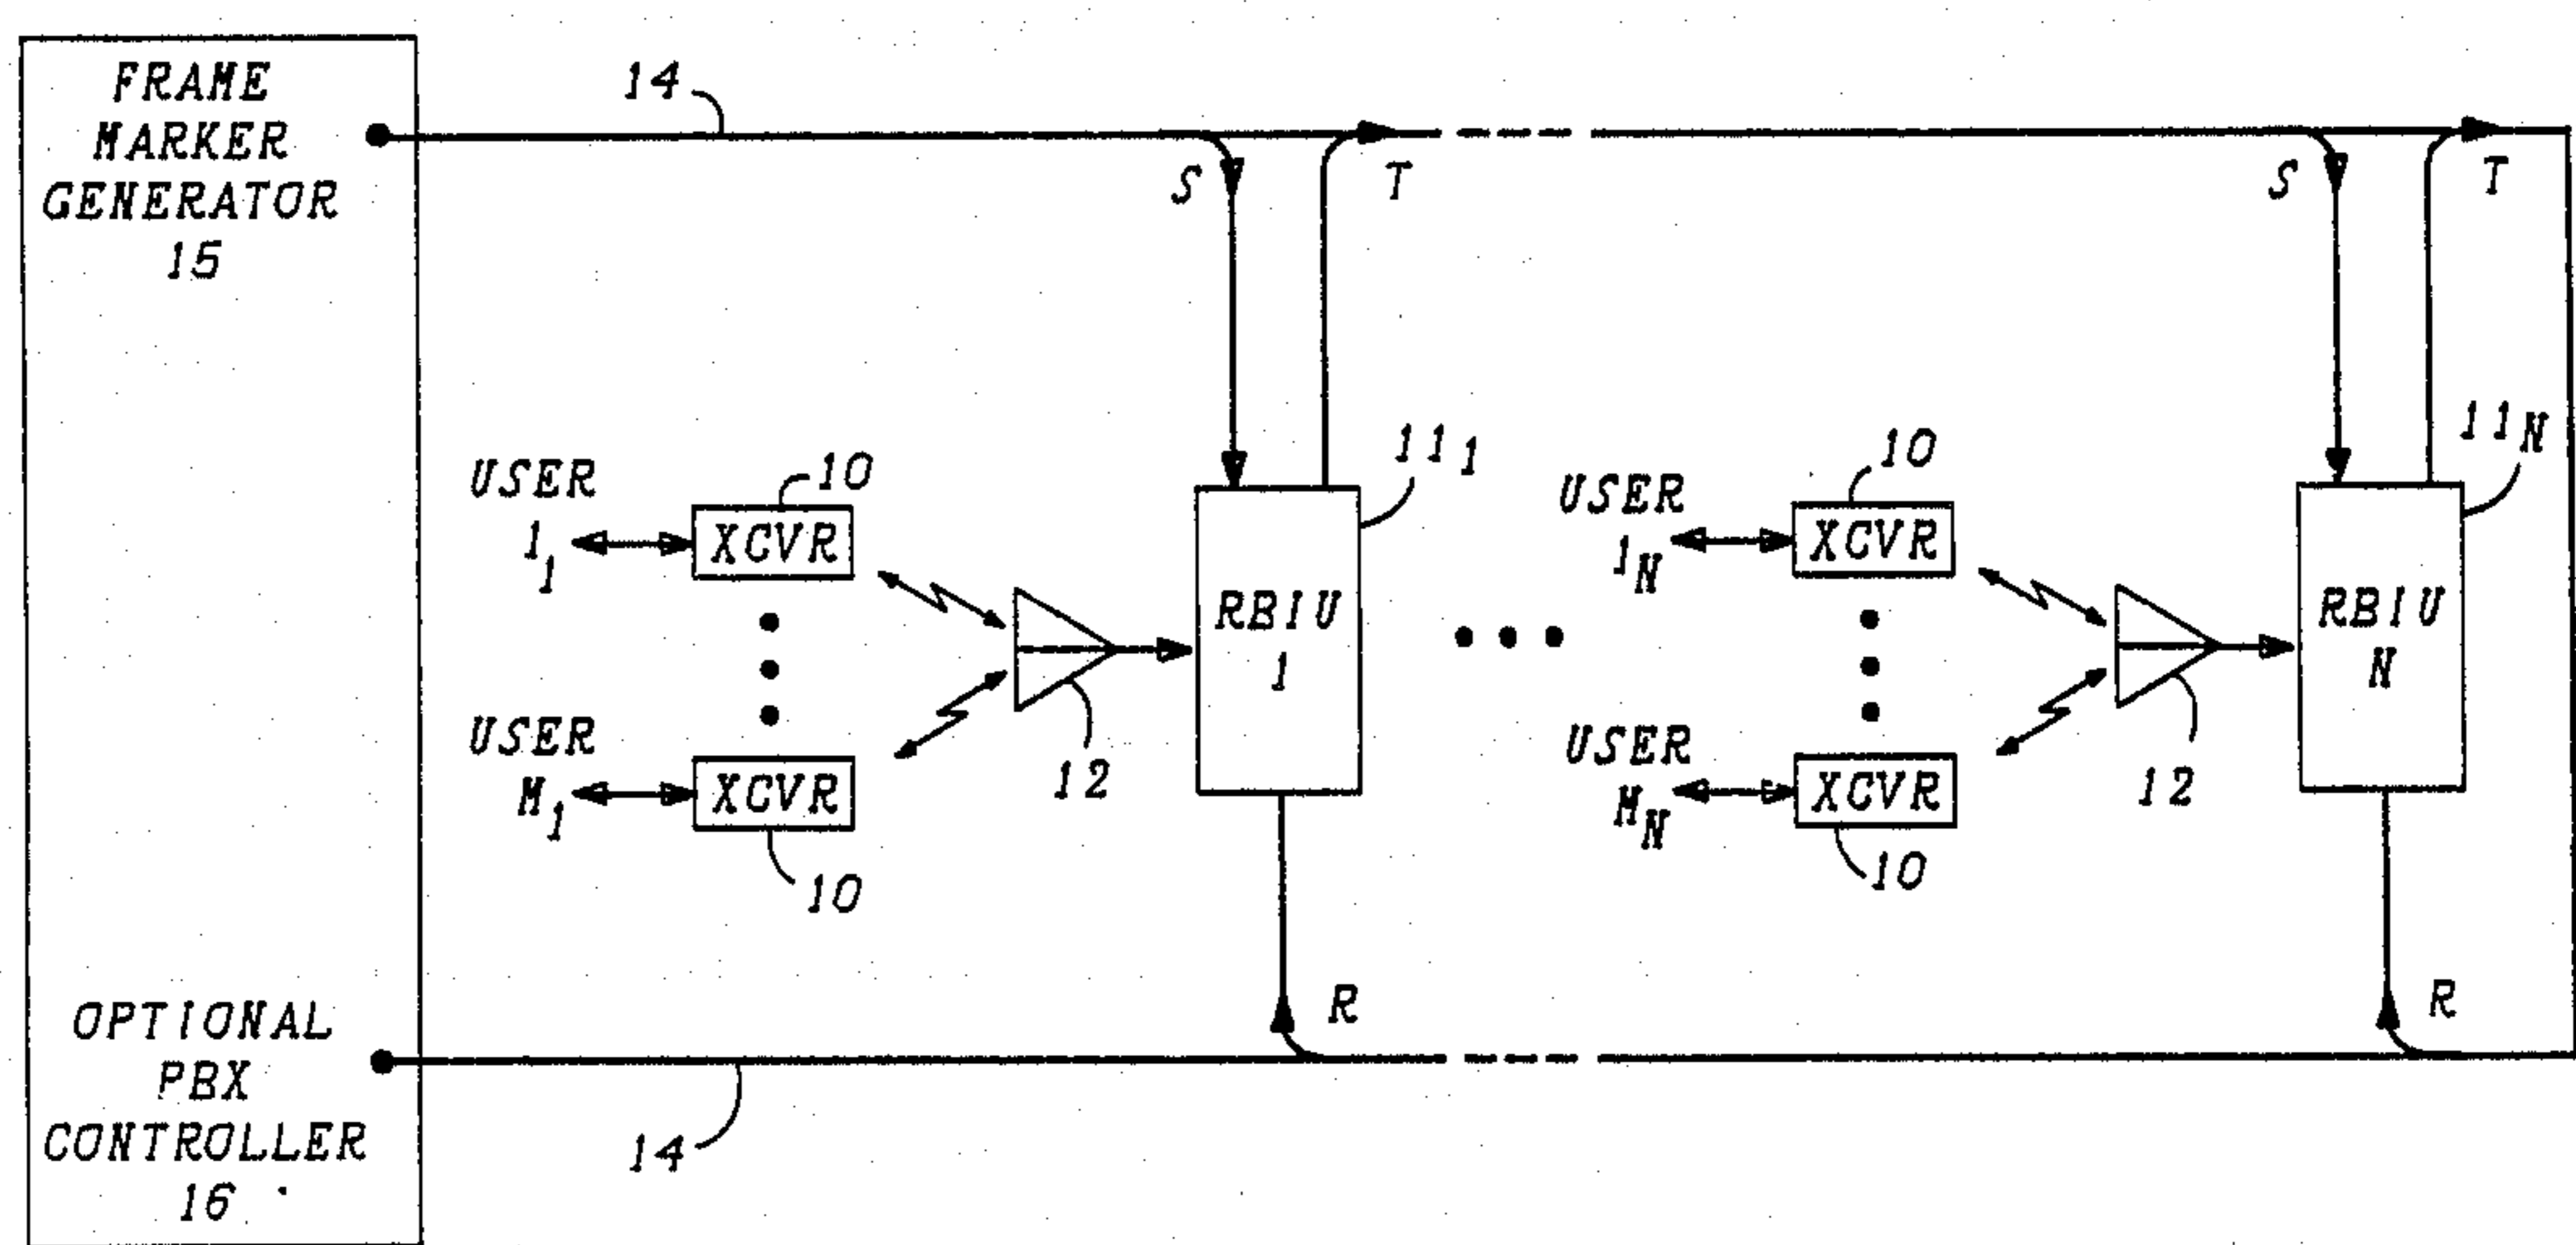 FRAME
MARKER
GENERATOR
15
14
S
T
S
T
11₁
11N
USER
1₁
10
XCVR
RBIU
1
USER
1N
10
XCVR
RBIU
N
USER
M₁
XCVR
10
12
USER
MN
XCVR
10
12
R
R
OPTIONAL
PBX
CONTROLLER
16
14